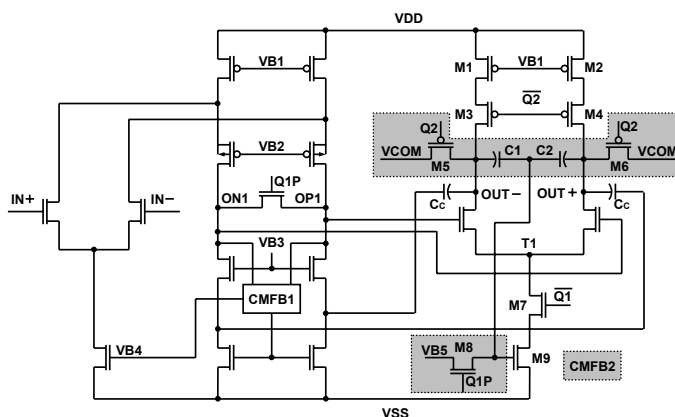 VDD
VB1
M1
VB1
M2
M3
Q2
M4
Q2
Q2
VB2
VCOM
M5
C1
C2
M6
VCOM
Q1P
IN+
IN−
ON1
OP1
Cc
OUT−
OUT+
Cc
VB3
T1
CMFB1
M7
Q1
VB4
VB5
M8
M9
Q1P
CMFB2
VSS